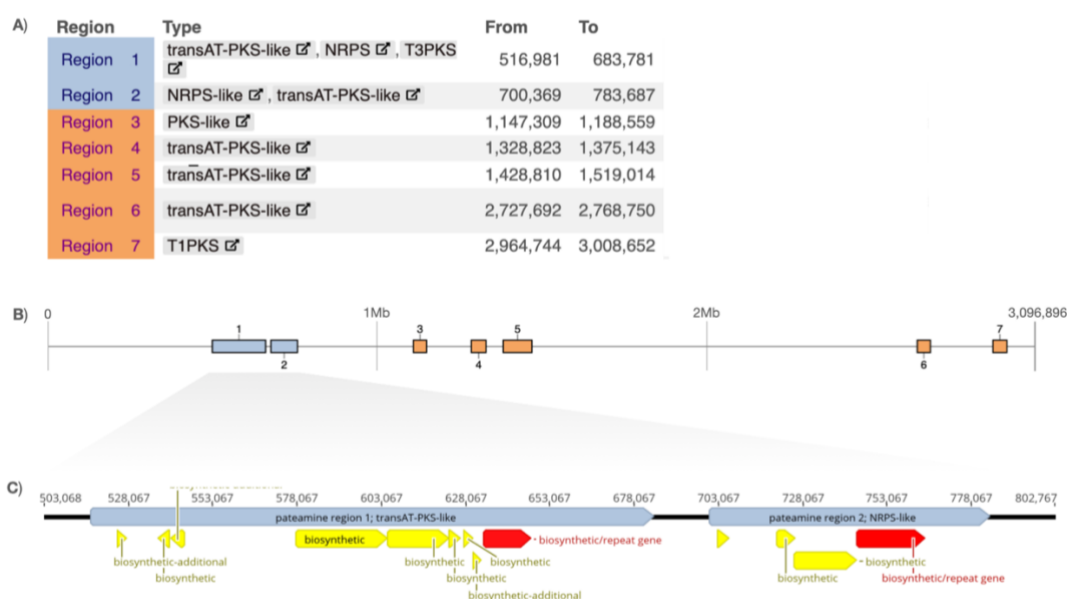 A) Region Type From To
Region 1 transAT-PKS-like, NRPS, T3PKS 516,981 683,781
Region 2 NRPS-like, transAT-PKS-like 700,369 783,687
Region 3 PKS-like 1,147,309 1,188,559
Region 4 transAT-PKS-like 1,328,823 1,375,143
Region 5 transAT-PKS-like 1,428,810 1,519,014
Region 6 transAT-PKS-like 2,727,692 2,768,750
Region 7 T1PKS 2,964,744 3,008,652
B) 0 1Mb 2Mb 3,096,896
1 3 5 7
2 4 6
C)
503,068 528,067 553,067 578,067 603,067 628,067 653,067 678,067 703,067 728,067 753,067 778,067 802,767
pateamine region 1; transAT-PKS-like pateamine region 2; NRPS-like
biosynthetic biosynthetic/repeat gene
biosynthetic-additional biosynthetic biosynthetic biosynthetic
biosynthetic biosynthetic biosynthetic biosynthetic/repeat gene
biosynthetic-additional